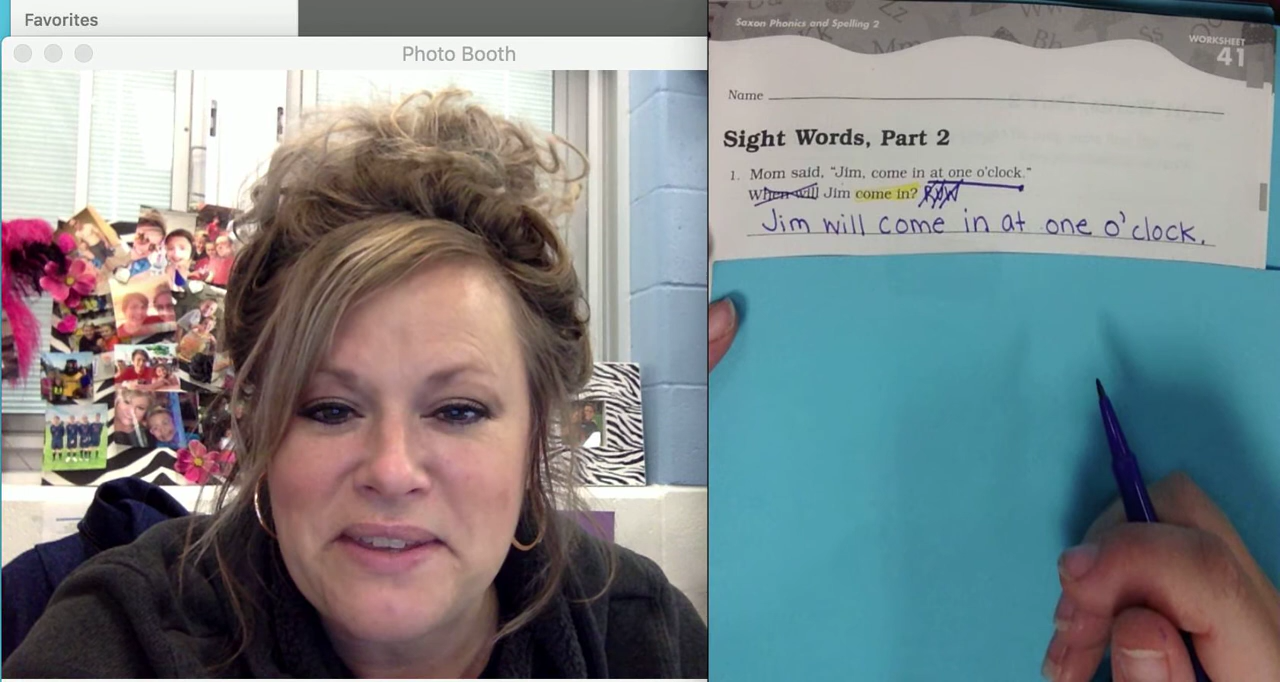 Favorites
Photo Booth
Saxon Phonics and Spelling 2
WORKSHEET
41
Name
Sight Words, Part 2
1. Mom said, “Jim, come in at one o'clock.”
When will Jim come in?
Jim will come in at one o'clock.